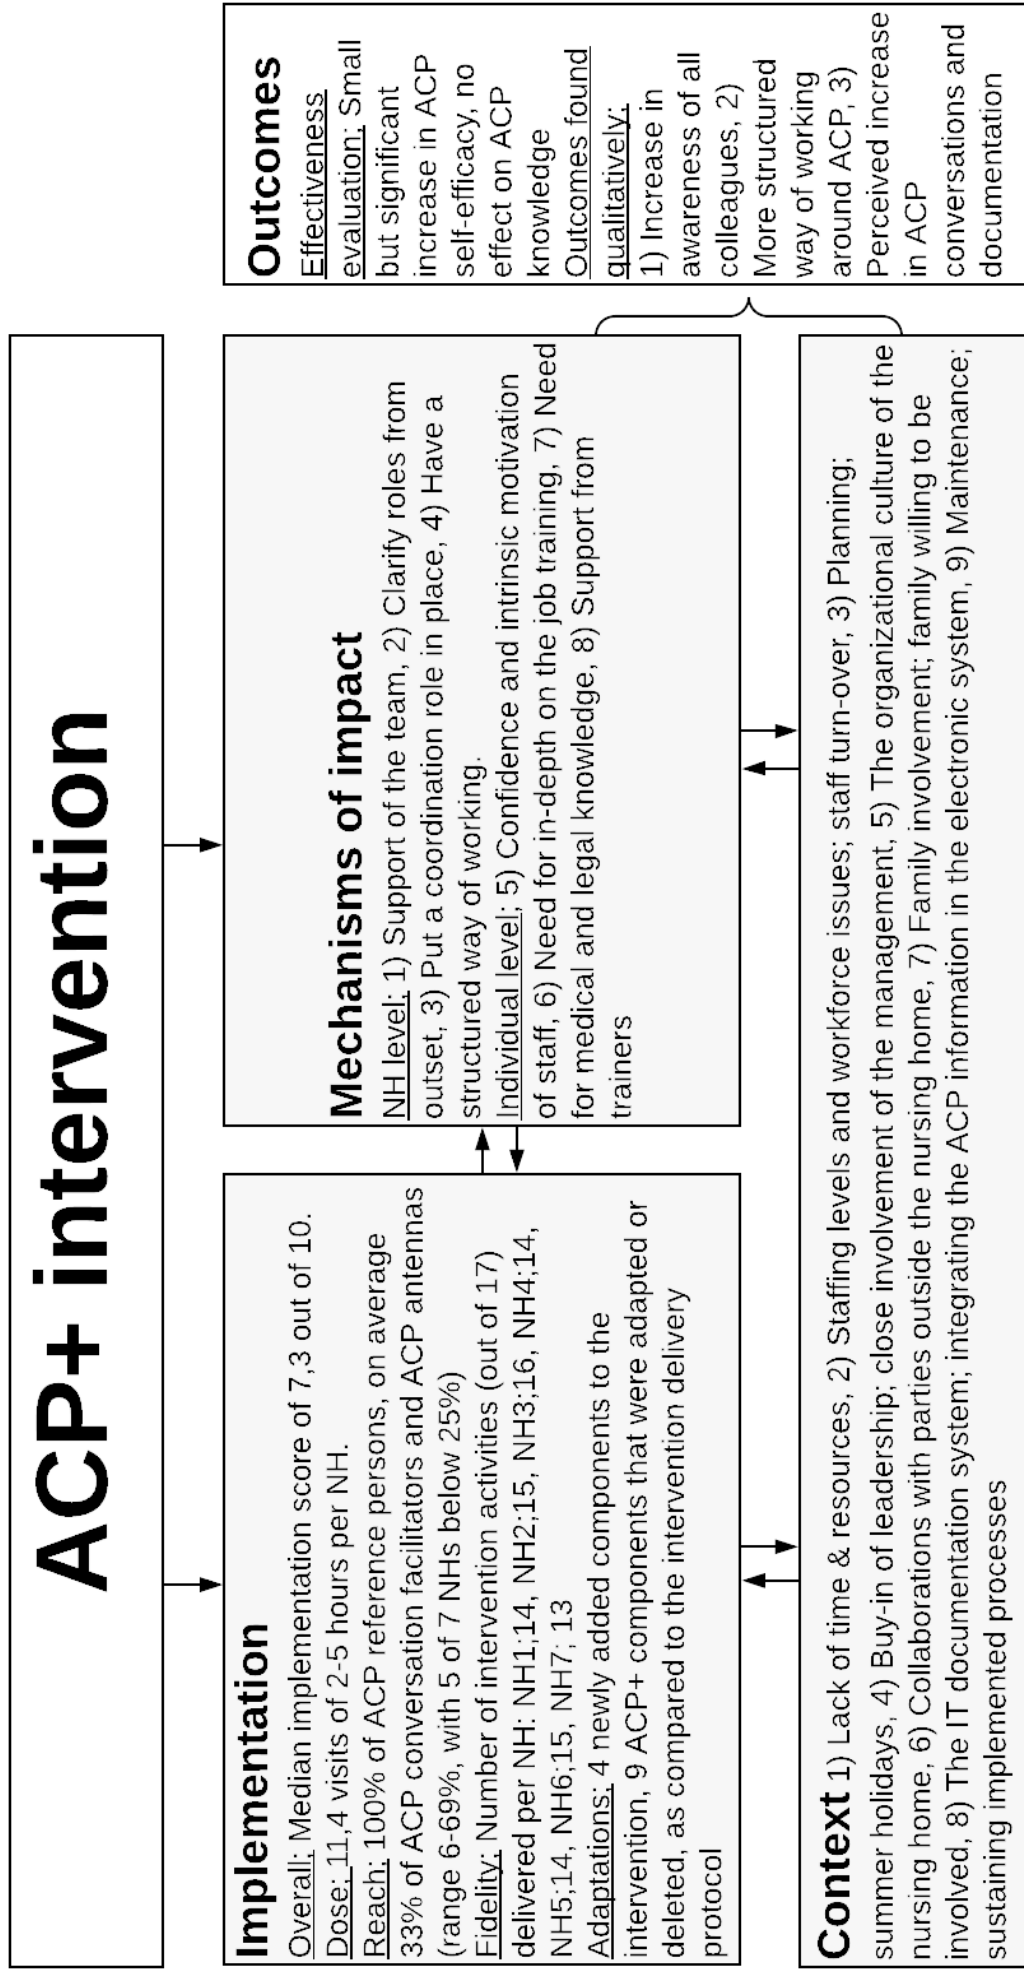 ACP+ intervention
Implementation
Overall: Median implementation score of 7,3 out of 10.
Dose: 11,4 visits of 2-5 hours per NH.
Reach: 100% of ACP reference persons, on average
33% of ACP conversation facilitators and ACP antennas
(range 6-69%, with 5 of 7 NHs below 25%)
Fidelity: Number of intervention activities (out of 17)
delivered per NH: NH1;14, NH2;15, NH3;16, NH4;14,
NH5;14, NH6;15, NH7; 13
Adaptations: 4 newly added components to the
intervention, 9 ACP+ components that were adapted or
deleted, as compared to the intervention delivery
protocol
Mechanisms of impact
NH level: 1) Support of the team, 2) Clarify roles from
outset, 3) Put a coordination role in place, 4) Have a
structured way of working.
Individual level: 5) Confidence and intrinsic motivation
of staff, 6) Need for in-depth on the job training, 7) Need
for medical and legal knowledge, 8) Support from
trainers
Outcomes
Effectiveness
evaluation: Small
but significant
increase in ACP
self-efficacy, no
effect on ACP
knowledge
Outcomes found
qualitatively:
1) Increase in
awareness of all
colleagues, 2)
More structured
way of working
around ACP, 3)
Perceived increase
in ACP
conversations and
documentation
Context 1) Lack of time & resources, 2) Staffing levels and workforce issues; staff turn-over, 3) Planning;
summer holidays, 4) Buy-in of leadership; close involvement of the management, 5) The organizational culture of the
nursing home, 6) Collaborations with parties outside the nursing home, 7) Family involvement; family willing to be
involved, 8) The IT documentation system; integrating the ACP information in the electronic system, 9) Maintenance;
sustaining implemented processes